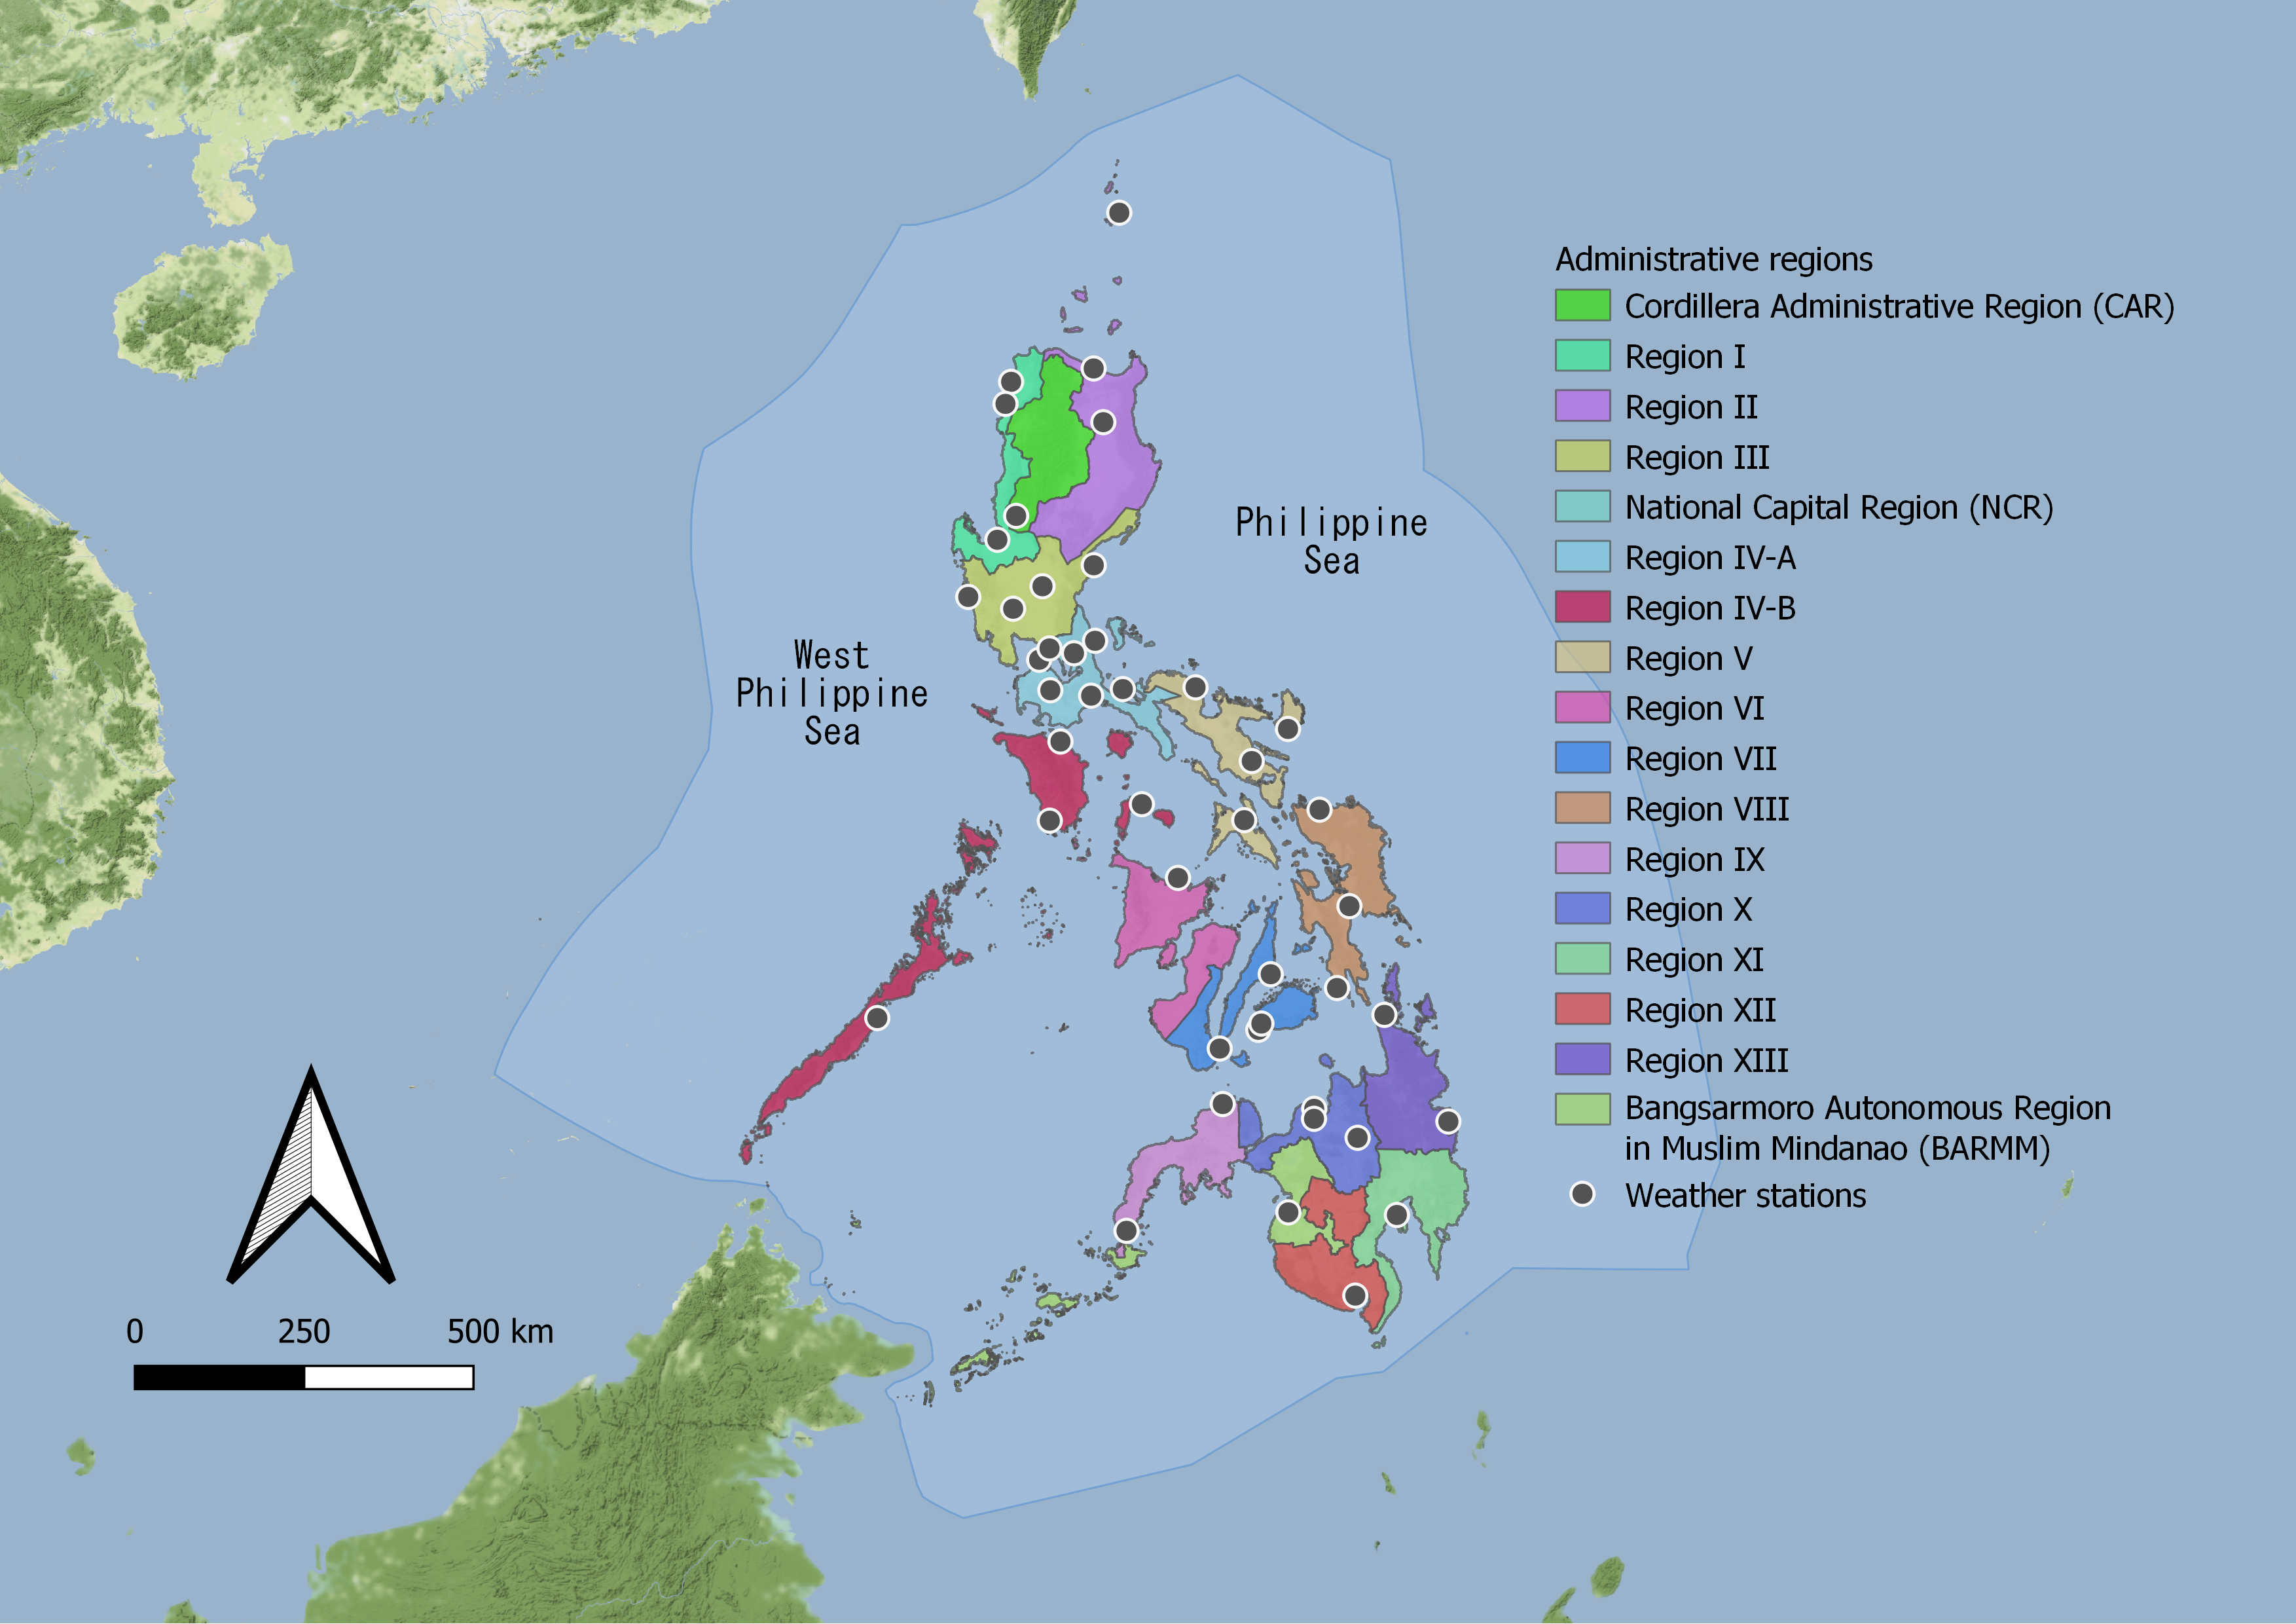 Administrative regions
Cordillera Administrative Region (CAR)
Region I
Region II
Region III
National Capital Region (NCR)
Region IV-A
Region IV-B
Region V
Region VI
Region VII
Region VIII
Region IX
Region X
Region XI
Region XII
Region XIII
Bangsarmoro Autonomous Region
in Muslim Mindanao (BARMM)
Weather stations
Philippine
Sea
West
Philippine
Sea
0 250 500 km